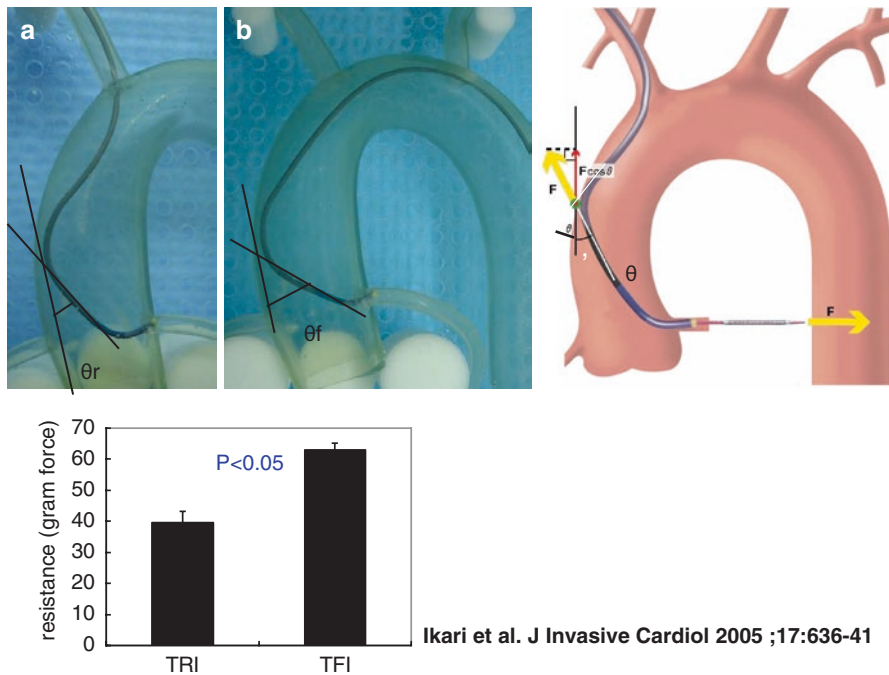 a
b
θr
θf
F
Fcosθ
θ
,
θ
F
70
60
50
40
30
20
10
0
resistance (gram force)
P<0.05
TRI
TFI
Ikari et al. J Invasive Cardiol 2005 ;17:636-41